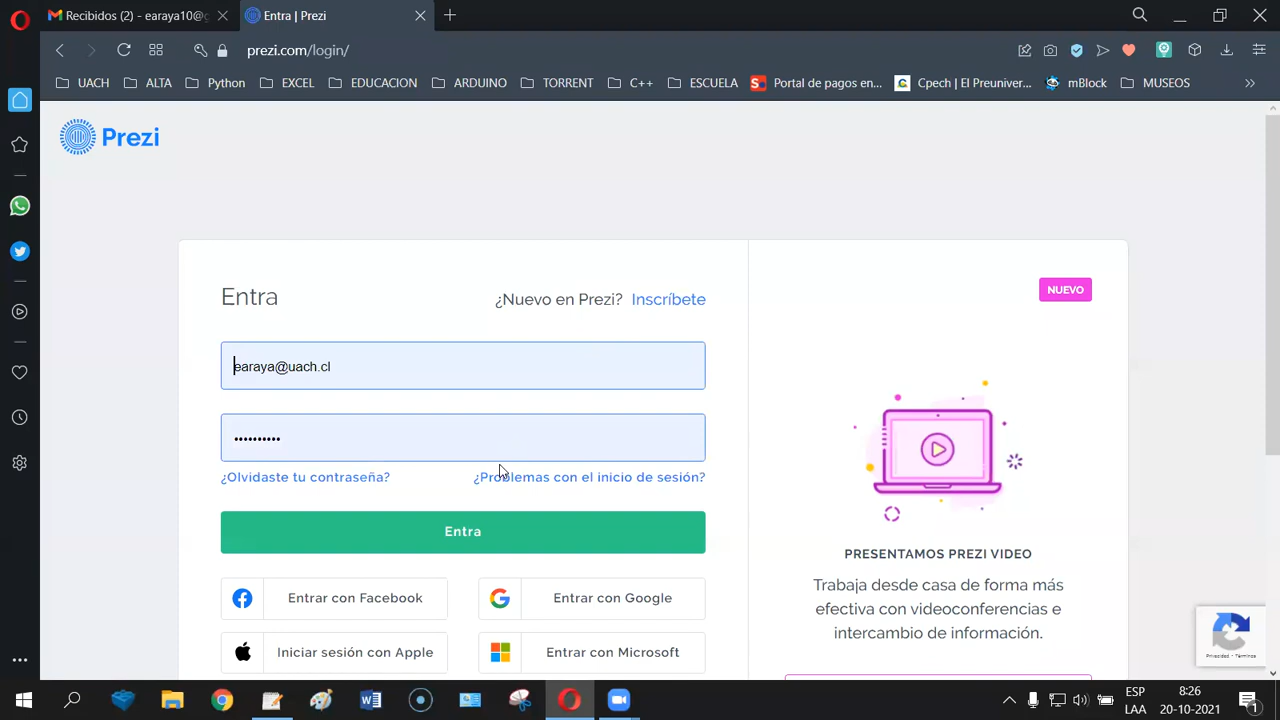 Recibidos (2) - earaya10@g
Entra | Prezi
prezi.com/login/
UACH
ALTA
Python
EXCEL
EDUCACION
ARDUINO
TORRENT
C++
ESCUELA
Portal de pagos en...
Cpech | El Preuniver...
mBlock
MUSEOS
Prezi
Entra
¿Nuevo en Prezi? Inscríbete
earaya@uach.cl
••••••••••
¿Olvidaste tu contraseña?
¿Problemas con el inicio de sesión?
Entra
Entrar con Facebook
Entrar con Google
Iniciar sesión con Apple
Entrar con Microsoft
NUEVO
PRESENTAMOS PREZI VIDEO
Trabaja desde casa de forma más
efectiva con videoconferencias e
intercambio de información.
Privacidad • Términos
ESP
LAA
8:26
20-10-2021
1